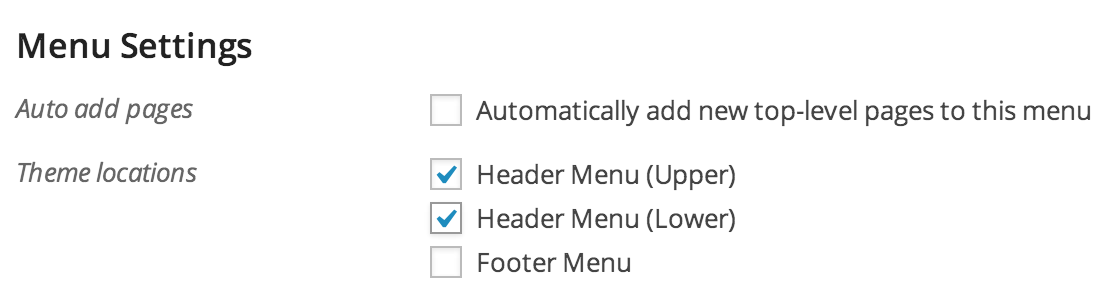 Menu Settings
Auto add pages
Automatically add new top-level pages to this menu
Theme locations
Header Menu (Upper)
Header Menu (Lower)
Footer Menu